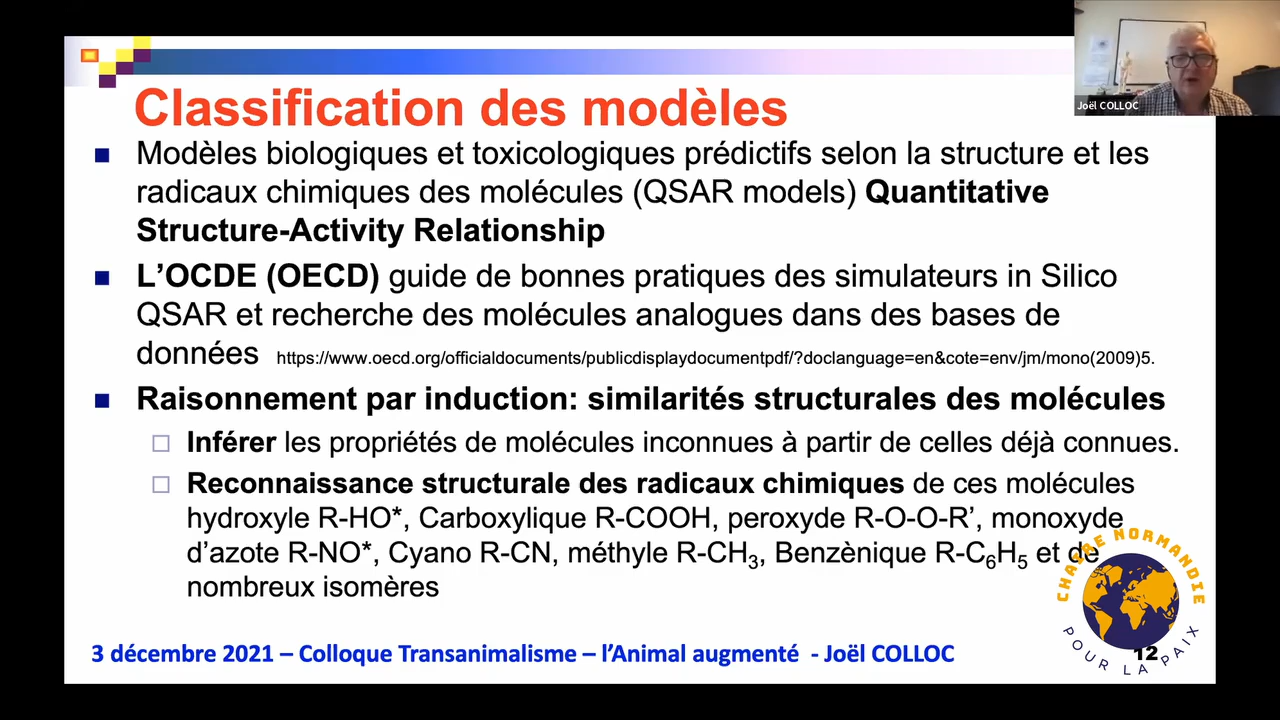 Joël COLLOC
Classification des modèles
Modèles biologiques et toxicologiques prédictifs selon la structure et les
radicaux chimiques des molécules (QSAR models) Quantitative
Structure-Activity Relationship
L’OCDE (OECD) guide de bonnes pratiques des simulateurs in Silico
QSAR et recherche des molécules analogues dans des bases de
données https://www.oecd.org/officialdocuments/publicdisplaydocumentpdf/?doclanguage=en&cote=env/jm/mono(2009)5.
Raisonnement par induction: similarités structurales des molécules
Inférer les propriétés de molécules inconnues à partir de celles déjà connues.
Reconnaissance structurale des radicaux chimiques de ces molécules
hydroxyle R-HO*, Carboxylique R-COOH, peroxyde R-O-O-R’, monoxyde
d’azote R-NO*, Cyano R-CN, méthyle R-CH3, Benzènique R-C6H5 et de
nombreux isomères
CHAIRE NORMANDIE
POUR LA PAIX
3 décembre 2021 – Colloque Transanimalisme – l’Animal augmenté - Joël COLLOC
12